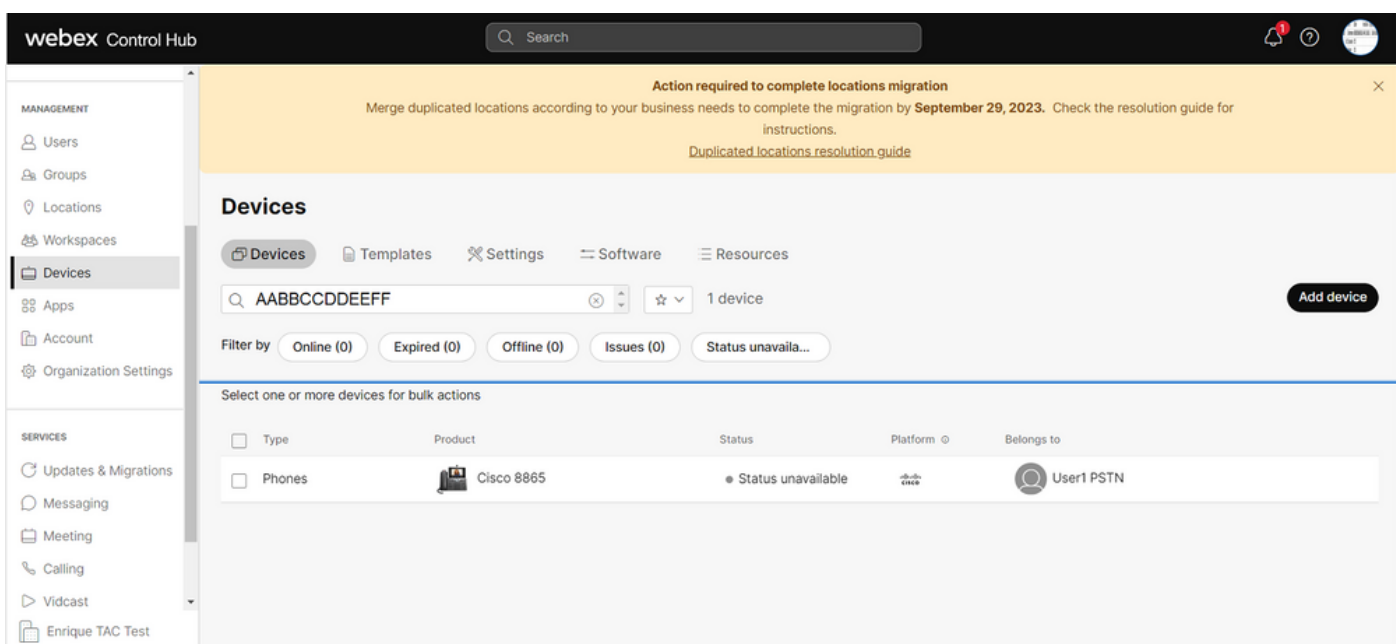 webex Control Hub
Search
1
Action required to complete locations migration
Merge duplicated locations according to your business needs to complete the migration by September 29, 2023. Check the resolution guide for
instructions.
Duplicated locations resolution guide
MANAGEMENT
Users
Groups
Locations
Workspaces
Devices
Apps
Account
Organization Settings
SERVICES
Updates & Migrations
Messaging
Meeting
Calling
Vidcast
Enrique TAC Test
Devices
Devices Templates Settings Software Resources
AABBCCDDEEFF 1 device Add device
Filter by Online (0) Expired (0) Offline (0) Issues (0) Status unavaila...
Select one or more devices for bulk actions
Type Product Status Platform Belongs to
Phones Cisco 8865 Status unavailable CISCO User1 PSTN